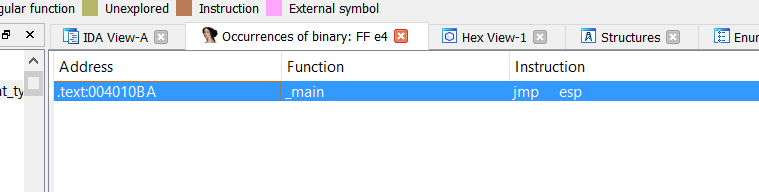 gular function Unexplored Instruction External symbol
IDA View-A Occurrences of binary: FF e4 Hex View-1 Structures Enur
Address Function Instruction
.text:004010BA _main jmp esp
nt_ty